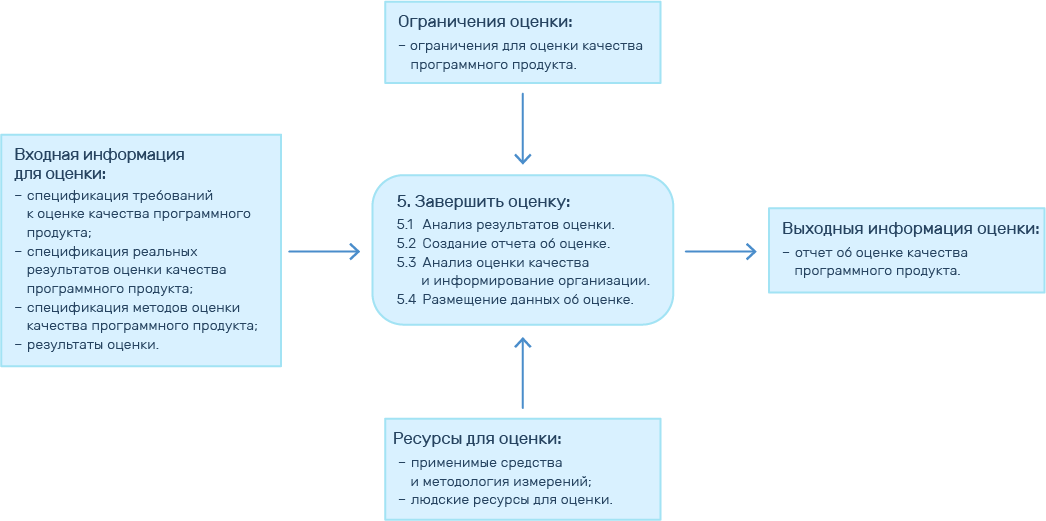 Ограничения оценки:
– ограничения для оценки качества
программного продукта.
Входная информация
для оценки:
– спецификация требований
к оценке качества программного
продукта;
– спецификация реальных
результатов оценки качества
программного продукта;
– спецификация методов оценки
качества программного продукта;
– результаты оценки.
5. Завершить оценку:
5.1 Анализ результатов оценки.
5.2 Создание отчета об оценке.
5.3 Анализ оценки качества
и информирование организации.
5.4 Размещение данных об оценке.
Выходныя информация оценки:
– отчет об оценке качества
программного продукта.
Ресурсы для оценки:
– применимые средства
и методология измерений;
– людские ресурсы для оценки.